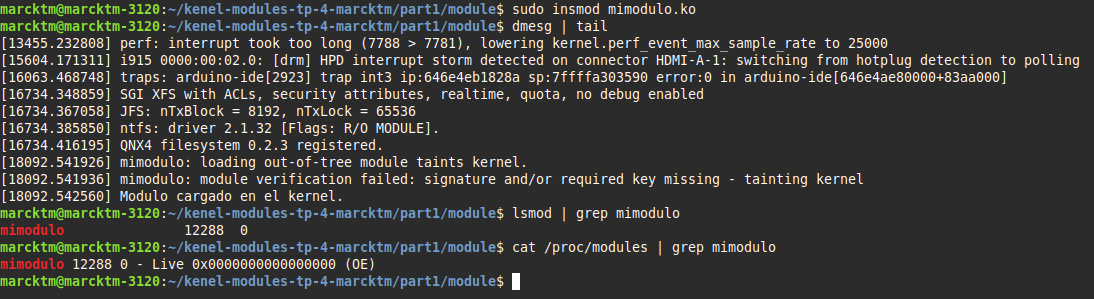 marcktm@marcktm-3120:~/kenel-modules-tp-4-marcktm/part1/module$ sudo insmod mimodulo.ko
marcktm@marcktm-3120:~/kenel-modules-tp-4-marcktm/part1/module$ dmesg | tail
[13455.232808] perf: interrupt took too long (7788 > 7781), lowering kernel.perf_event_max_sample_rate to 25000
[15604.171311] i915 0000:00:02.0: [drm] HPD interrupt storm detected on connector HDMI-A-1: switching from hotplug detection to polling
[16063.468748] traps: arduino-ide[2923] trap int3 ip:646e4eb1828a sp:7ffffa303590 error:0 in arduino-ide[646e4ae80000+83aa000]
[16734.348859] SGI XFS with ACLs, security attributes, realtime, quota, no debug enabled
[16734.367058] JFS: nTxBlock = 8192, nTxLock = 65536
[16734.385850] ntfs: driver 2.1.32 [Flags: R/O MODULE].
[16734.416195] QNX4 filesystem 0.2.3 registered.
[18092.541926] mimodulo: loading out-of-tree module taints kernel.
[18092.541936] mimodulo: module verification failed: signature and/or required key missing - tainting kernel
[18092.542560] Modulo cargado en el kernel.
marcktm@marcktm-3120:~/kenel-modules-tp-4-marcktm/part1/module$ lsmod | grep mimodulo
mimodulo               12288  0
marcktm@marcktm-3120:~/kenel-modules-tp-4-marcktm/part1/module$ cat /proc/modules | grep mimodulo
mimodulo 12288 0 - Live 0x0000000000000000 (OE)
marcktm@marcktm-3120:~/kenel-modules-tp-4-marcktm/part1/module$